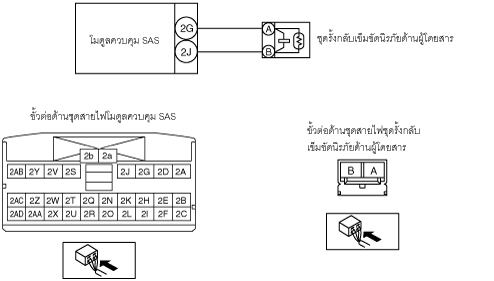 โมดูลควบคุม SAS
2G
2J
A
B
ชุดรั้งกลับเข็มขัดนิรภัยด้านผู้โดยสาร
ขั้วต่อด้านชุดสายไฟโมดูลควบคุม SAS
2b 2a
2AB 2Y 2V 2S 2J 2G 2D 2A
2AC 2Z 2W 2T 2Q 2N 2K 2H 2E 2B
2AD 2AA 2X 2U 2R 2O 2L 2I 2F 2C
ขั้วต่อด้านชุดสายไฟชุดรั้งกลับ
เข็มขัดนิรภัยด้านผู้โดยสาร
B A